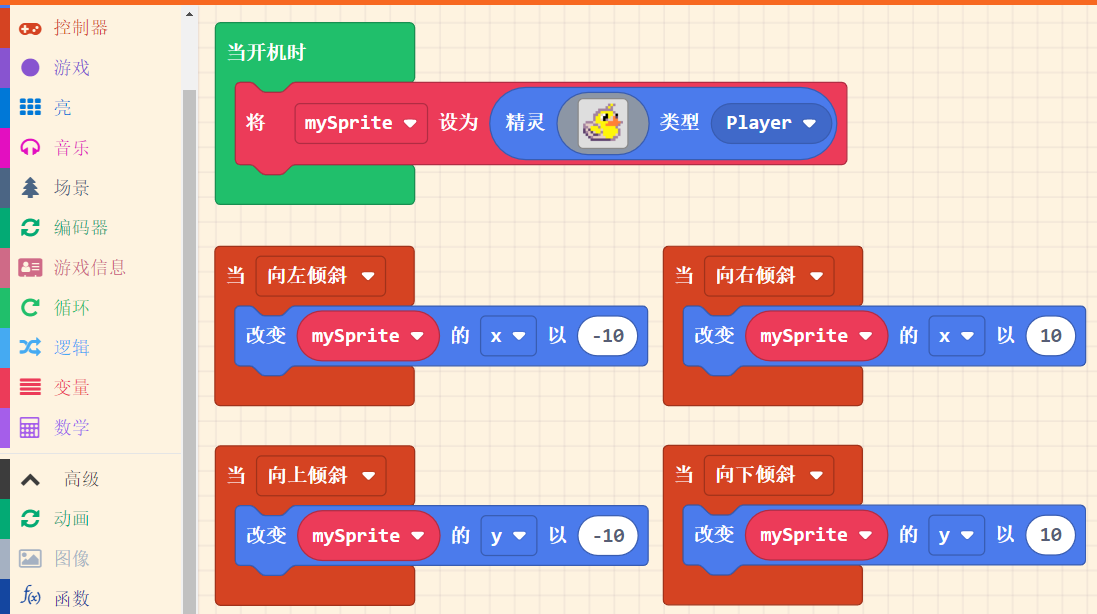 控制器
游戏
亮
音乐
场景
编码器
游戏信息
循环
逻辑
变量
数学
高级
动画
图像
f(x) 函数
当开机时
将 mySprite 设为 精灵 类型 Player
当 向左倾斜
改变 mySprite 的 x 以 -10
当 向右倾斜
改变 mySprite 的 x 以 10
当 向上倾斜
改变 mySprite 的 y 以 -10
当 向下倾斜
改变 mySprite 的 y 以 10